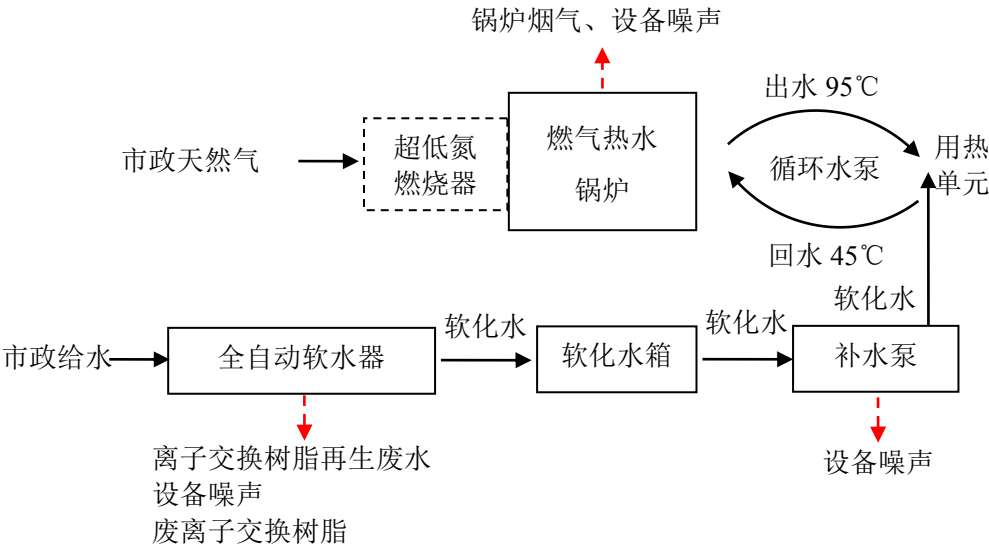 锅炉烟气、设备噪声
出水 95℃
市政天然气
超低氮
燃烧器
燃气热水
锅炉
循环水泵
用热
单元
回水 45℃
软化水
市政给水
全自动软水器
软化水
软化水箱
软化水
补水泵
离子交换树脂再生废水
设备噪声
废离子交换树脂
设备噪声